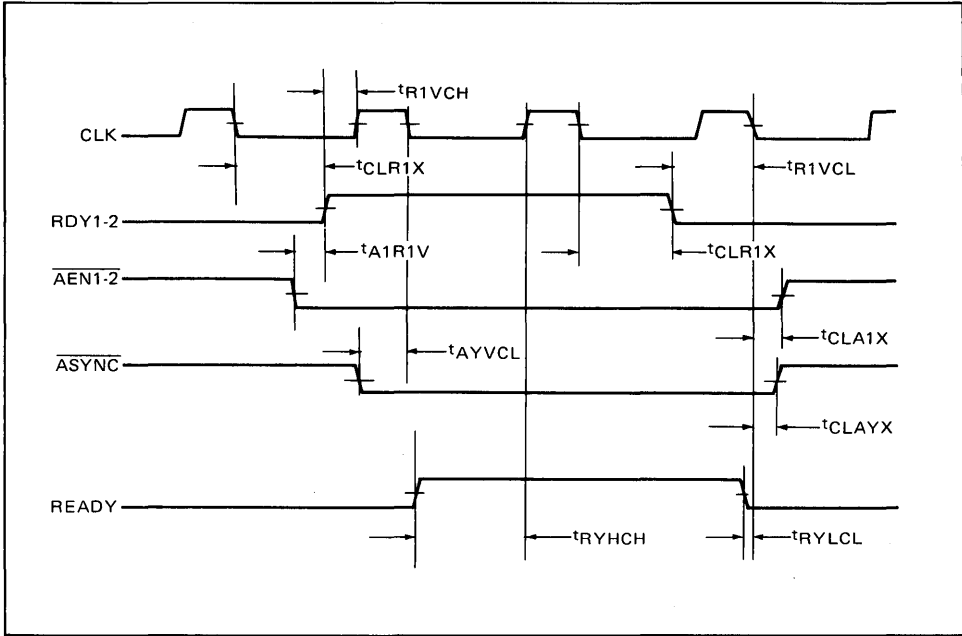 tR1VCH
CLK
tCLR1X
tR1VCL
RDY1-2
tA1R1V
tCLR1X
AEN1-2
tCLA1X
tAYVCL
ASYNC
tCLAYX
READY
tRYHCH
tRYLCL